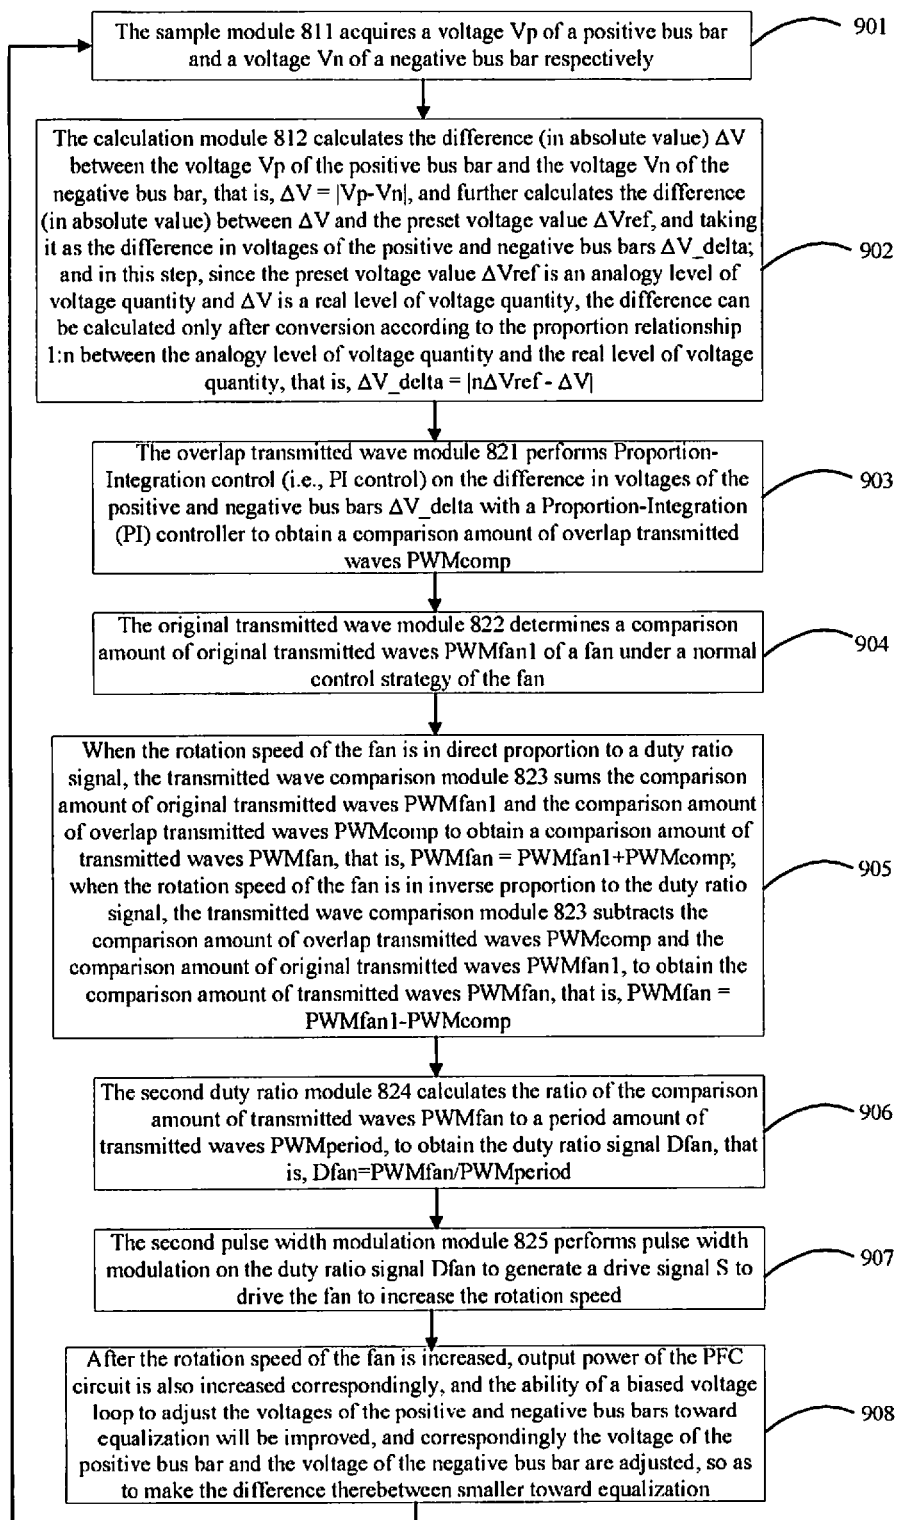 The sample module 811 acquires a voltage Vp of a positive bus bar
and a voltage Vn of a negative bus bar respectively
901
The calculation module 812 calculates the difference (in absolute value) ΔV
between the voltage Vp of the positive bus bar and the voltage Vn of the
negative bus bar, that is, ΔV = |Vp-Vn|, and further calculates the difference
(in absolute value) between ΔV and the preset voltage value ΔVref, and taking
it as the difference in voltages of the positive and negative bus bars ΔV_delta;
and in this step, since the preset voltage value ΔVref is an analogy level of
voltage quantity and ΔV is a real level of voltage quantity, the difference can
be calculated only after conversion according to the proportion relationship
1:n between the analogy level of voltage quantity and the real level of voltage
quantity, that is, ΔV_delta = |nΔVref - ΔV|
902
The overlap transmitted wave module 821 performs Proportion-
Integration control (i.e., PI control) on the difference in voltages of the
positive and negative bus bars ΔV_delta with a Proportion-Integration
(PI) controller to obtain a comparison amount of overlap transmitted
waves PWMcomp
903
The original transmitted wave module 822 determines a comparison
amount of original transmitted waves PWMfan1 of a fan under a normal
control strategy of the fan
904
When the rotation speed of the fan is in direct proportion to a duty ratio
signal, the transmitted wave comparison module 823 sums the comparison
amount of original transmitted waves PWMfan1 and the comparison amount
of overlap transmitted waves PWMcomp to obtain a comparison amount of
transmitted waves PWMfan, that is, PWMfan = PWMfan1+PWMcomp;
when the rotation speed of the fan is in inverse proportion to the duty ratio
signal, the transmitted wave comparison module 823 subtracts the
comparison amount of overlap transmitted waves PWMcomp and the
comparison amount of original transmitted waves PWMfan1, to obtain the
comparison amount of transmitted waves PWMfan, that is, PWMfan =
PWMfan1-PWMcomp
905
The second duty ratio module 824 calculates the ratio of the comparison
amount of transmitted waves PWMfan to a period amount of
transmitted waves PWMperiod, to obtain the duty ratio signal Dfan, that
is, Dfan=PWMfan/PWMperiod
906
The second pulse width modulation module 825 performs pulse width
modulation on the duty ratio signal Dfan to generate a drive signal S to
drive the fan to increase the rotation speed
907
After the rotation speed of the fan is increased, output power of the PFC
circuit is also increased correspondingly, and the ability of a biased voltage
loop to adjust the voltages of the positive and negative bus bars toward
equalization will be improved, and correspondingly the voltage of the
positive bus bar and the voltage of the negative bus bar are adjusted, so as
to make the difference therebetween smaller toward equalization
908